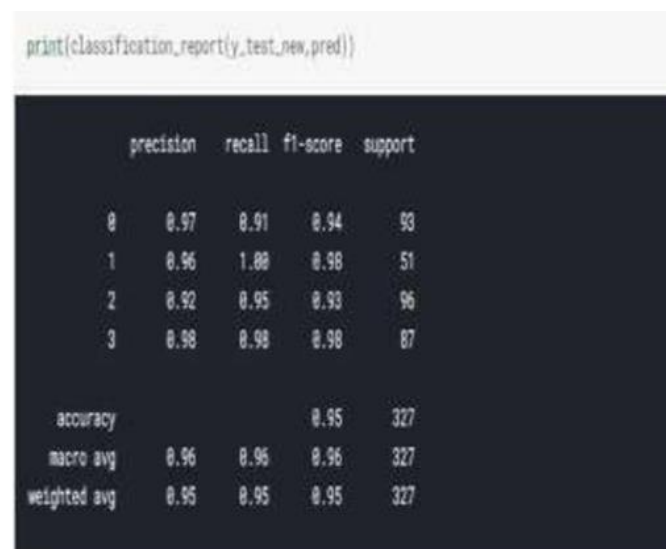 print(classification_report(y_test_new,pred))
precision recall f1-score support
0 0.97 0.91 0.94 93
1 0.96 1.00 0.98 51
2 0.92 0.95 0.93 96
3 0.98 0.98 0.98 87
accuracy 0.95 327
macro avg 0.96 0.96 0.96 327
weighted avg 0.95 0.95 0.95 327